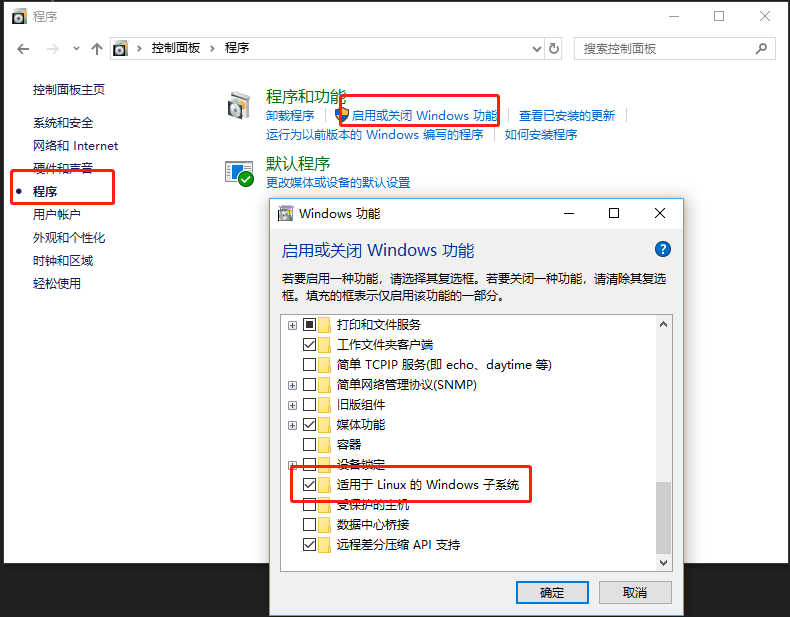 程序
控制面板 程序
搜索控制面板
控制面板主页
系统和安全
网络和 Internet
硬件和声音
程序
用户帐户
外观和个性化
时钟和区域
轻松使用
程序和功能
卸载程序 启用或关闭 Windows 功能 查看已安装的更新
运行为以前版本的 Windows 编写的程序 如何安装程序
默认程序
更改媒体或设备的默认设置
Windows 功能
启用或关闭 Windows 功能
若要启用一种功能，请选择其复选框。若要关闭一种功能，请清除其复选
框。填充的框表示仅启用该功能的一部分。
打印和文件服务
工作文件夹客户端
简单 TCPIP 服务(即 echo、daytime 等)
简单网络管理协议(SNMP)
旧版组件
媒体功能
容器
设备锁定
适用于 Linux 的 Windows 子系统
受保护的主机
数据中心桥接
远程差分压缩 API 支持
确定 取消